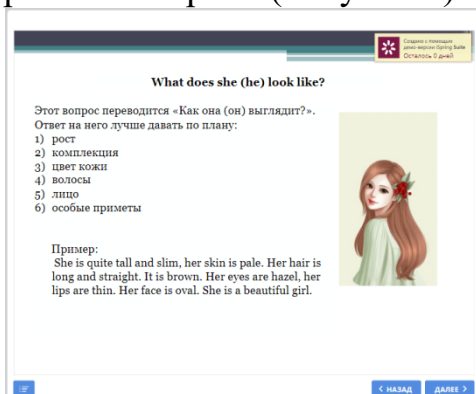 Создано с помощью
демо-версии iSpring Suite
Осталось 0 дней
What does she (he) look like?
Этот вопрос переводится «Как она (он) выглядит?».
Ответ на него лучше давать по плану:
1) рост
2) комплекция
3) цвет кожи
4) волосы
5) лицо
6) особые приметы
Пример:
She is quite tall and slim, her skin is pale. Her hair is
long and straight. It is brown. Her eyes are hazel, her
lips are thin. Her face is oval. She is a beautiful girl.
НАЗАД
ДАЛЕЕ